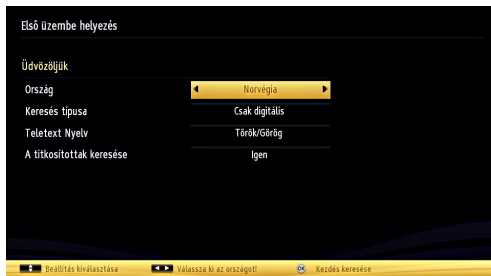 Első üzembe helyezés
Üdvözöljük
Ország Norvégia
Keresés típusa Csak digitális
Teletext Nyelv Török/Görög
A titkosítottak keresése Igen
Beállítás kiválasztása Válassza ki az országot! OK Kezdés keresése